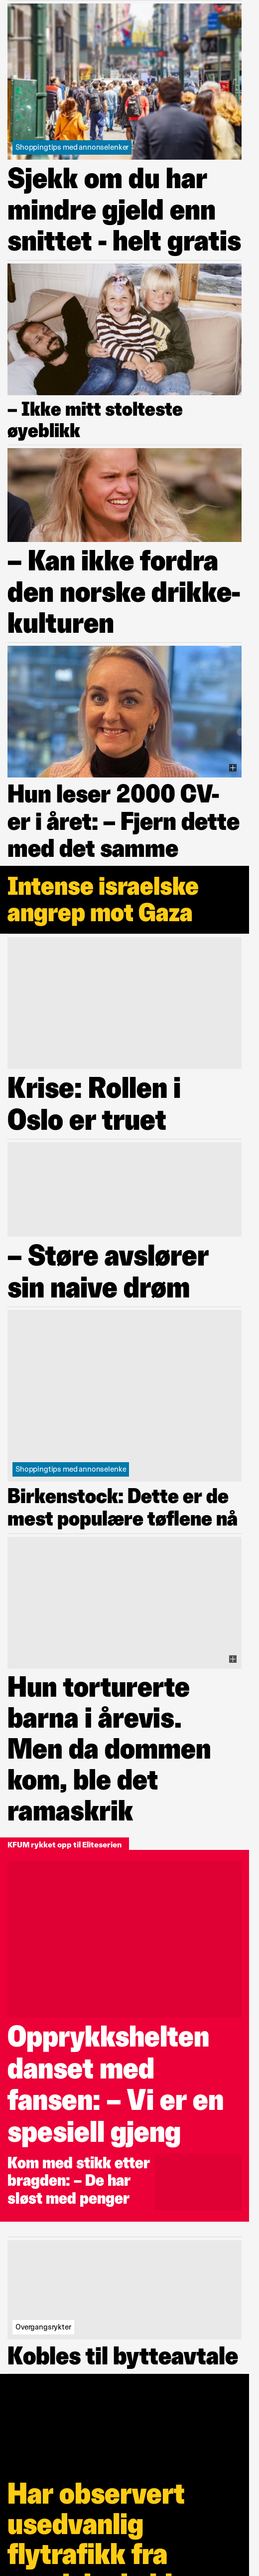 Shoppingtips med annonselenker
Sjekk om du har
mindre gjeld enn
snittet - helt gratis
– Ikke mitt stolteste
øyeblikk
– Kan ikke fordra
den norske drikke-
kulturen
Hun leser 2000 CV-
er i året: – Fjern dette
med det samme
Intense israelske
angrep mot Gaza
Krise: Rollen i
Oslo er truet
– Støre avslører
sin naive drøm
Shoppingtips med annonselenke
Birkenstock: Dette er de
mest populære tøflene nå
Hun torturerte
barna i årevis.
Men da dommen
kom, ble det
ramaskrik
KFUM rykket opp til Eliteserien
Opprykkshelten
danset med
fansen: – Vi er en
spesiell gjeng
Kom med stikk etter
bragden: – De har
sløst med penger
Overgangsrykter
Kobles til bytteavtale
Har observert
usedvanlig
flytrafikk fra